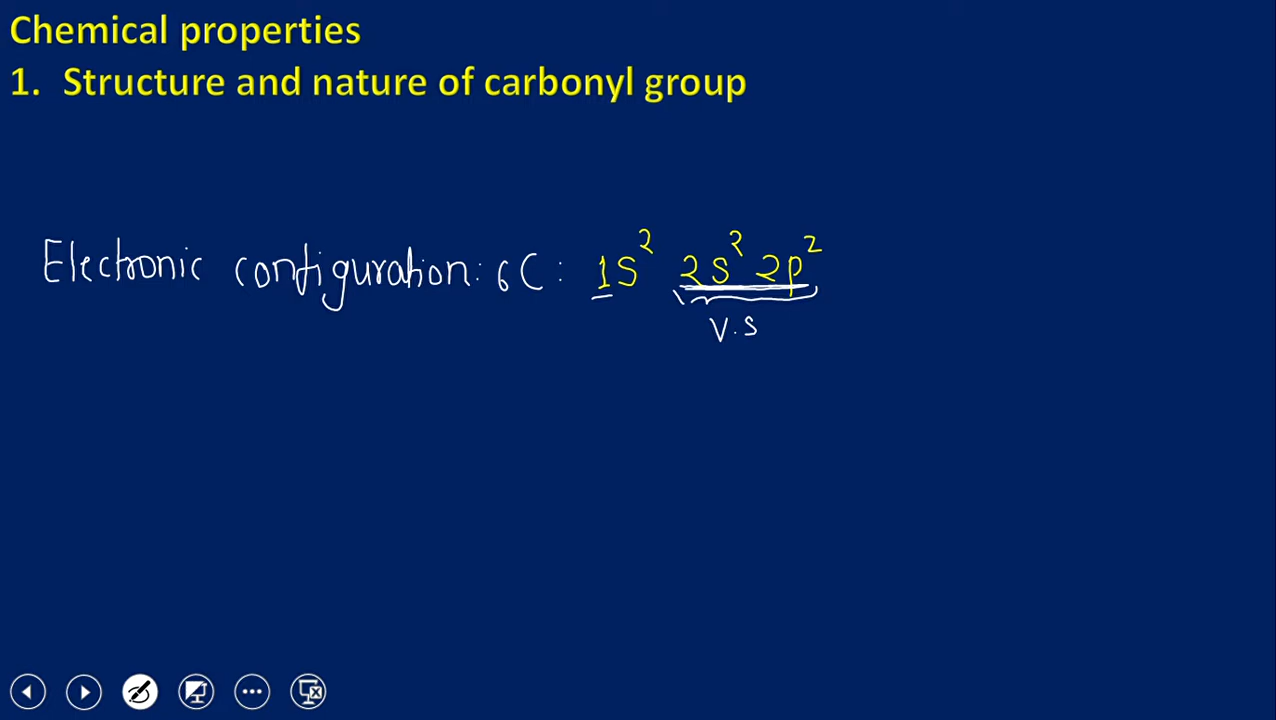 Chemical properties
1. Structure and nature of carbonyl group
Electronic configuration: 6C: 1S² 2S² 2p²
V.S